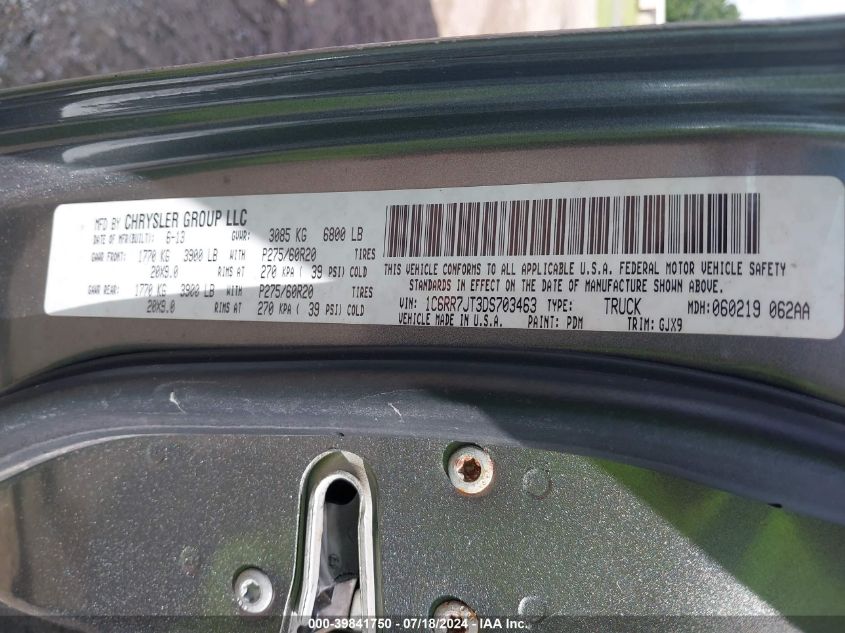 MFD BY CHRYSLER GROUP LLC
DATE OF MFR(BUILT): 6-13 GVWR: 3085 KG 6800 LB
GAWR FRONT: 1770 KG 3900 LB WITH P275/60R20 TIRES
20X9.0 RIMS AT 270 KPA ( 39 PSI) COLD
GAWR REAR: 1770 KG 3900 LB WITH P275/60R20 TIRES
20X9.0 RIMS AT 270 KPA ( 39 PSI) COLD
THIS VEHICLE CONFORMS TO ALL APPLICABLE U.S.A. FEDERAL MOTOR VEHICLE SAFETY
STANDARDS IN EFFECT ON THE DATE OF MANUFACTURE SHOWN ABOVE.
VIN: 1C6RR7JT3DS703463 TYPE: TRUCK MDH:060219 062AA
VEHICLE MADE IN U.S.A. PAINT: PDM TRIM: GJX9
000-39841750 - 07/18/2024 - IAA Inc.